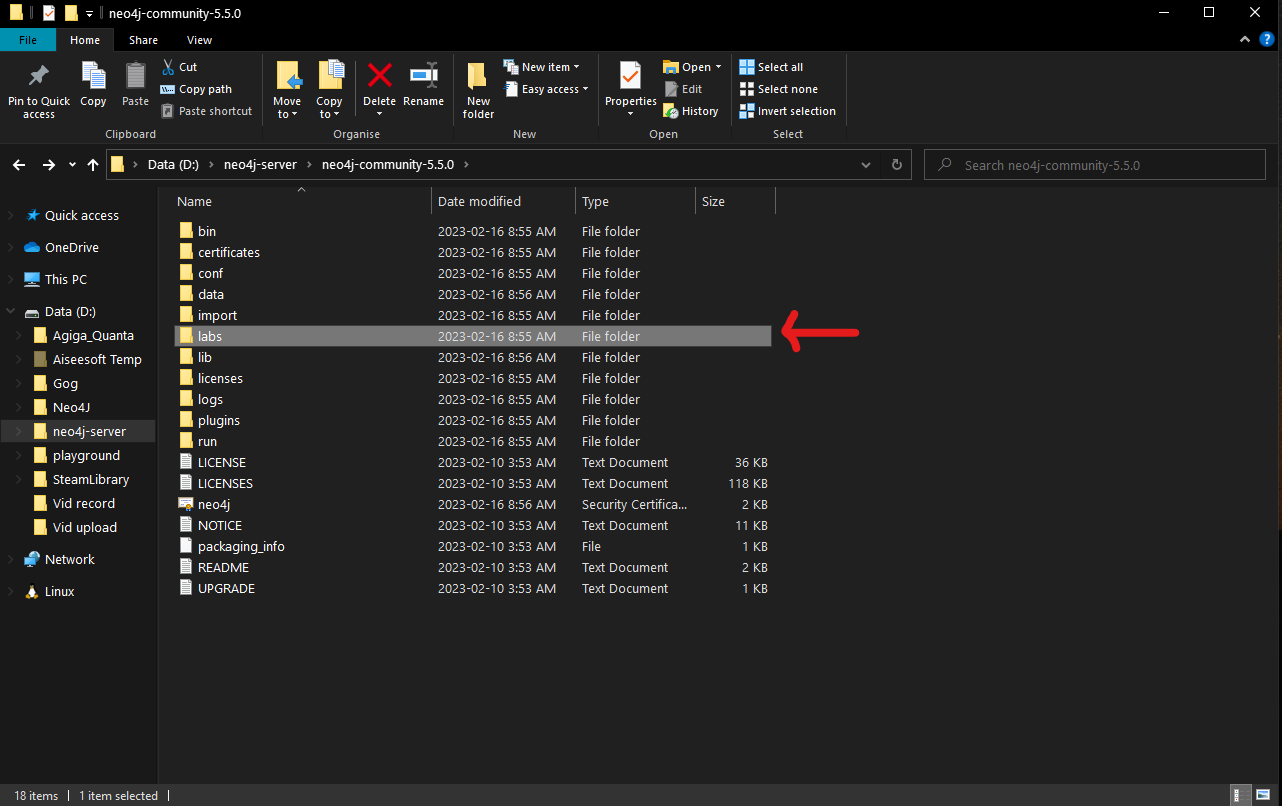 neo4j-community-5.5.0
File Home Share View
Pin to Quick access
Copy
Paste
Cut
Copy path
Paste shortcut
Move to
Copy to
Delete
Rename
New folder
New item
Easy access
Properties
Open
Edit
History
Select all
Select none
Invert selection
Clipboard Organise New Open Select
Data (D:) neo4j-server neo4j-community-5.5.0
Search neo4j-community-5.5.0
Quick access
OneDrive
This PC
Data (D:)
Agiga_Quanta
Aiseesoft Temp
Gog
Neo4J
neo4j-server
playground
SteamLibrary
Vid record
Vid upload
Network
Linux
Name Date modified Type Size
bin 2023-02-16 8:55 AM File folder
certificates 2023-02-16 8:55 AM File folder
conf 2023-02-16 8:55 AM File folder
data 2023-02-16 8:56 AM File folder
import 2023-02-16 8:55 AM File folder
labs 2023-02-16 8:55 AM File folder
lib 2023-02-16 8:56 AM File folder
licenses 2023-02-16 8:55 AM File folder
logs 2023-02-16 8:55 AM File folder
plugins 2023-02-16 8:55 AM File folder
run 2023-02-16 8:55 AM File folder
LICENSE 2023-02-10 3:53 AM Text Document 36 KB
LICENSES 2023-02-10 3:53 AM Text Document 118 KB
neo4j 2023-02-16 8:56 AM Security Certifica... 2 KB
NOTICE 2023-02-10 3:53 AM Text Document 11 KB
packaging_info 2023-02-10 3:53 AM File 1 KB
README 2023-02-10 3:53 AM Text Document 2 KB
UPGRADE 2023-02-10 3:53 AM Text Document 1 KB
18 items 1 item selected